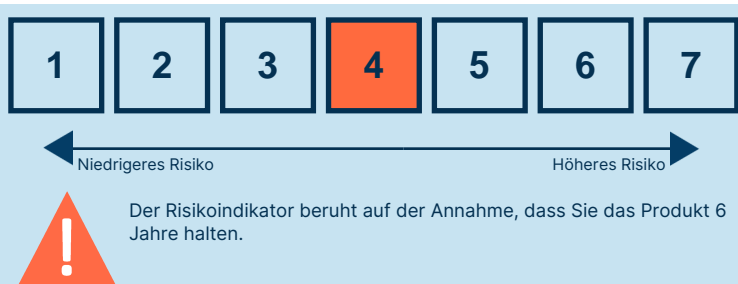 1 2 3 4 5 6 7
Niedrigeres Risiko Höheres Risiko
Der Risikoindikator beruht auf der Annahme, dass Sie das Produkt 6
Jahre halten.
!